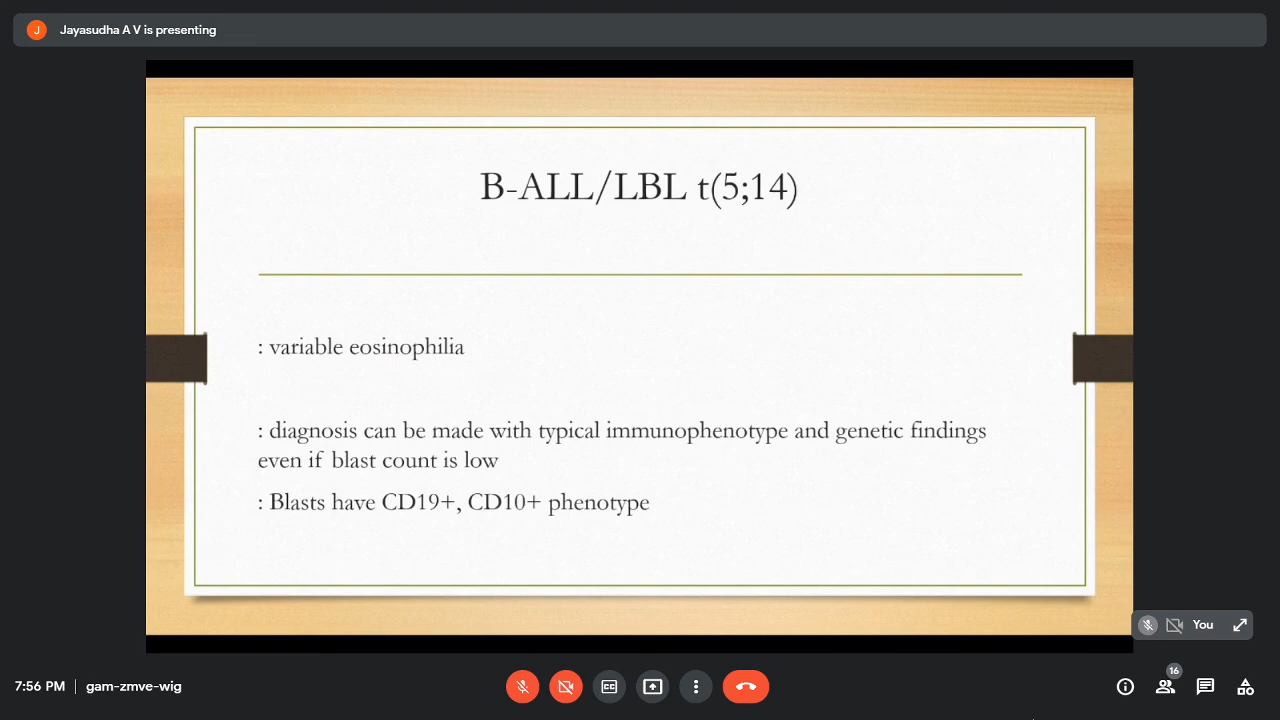 J
Jayasudha A V is presenting
B-ALL/LBL t(5;14)
: variable eosinophilia
: diagnosis can be made with typical immunophenotype and genetic findings
even if blast count is low
: Blasts have CD19+, CD10+ phenotype
You
7:56 PM | gam-zmve-wig
CC
16